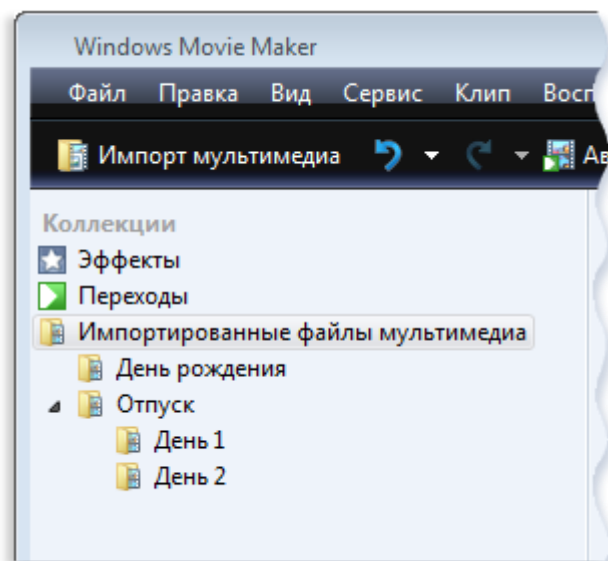 Windows Movie Maker
Файл Правка Вид Сервис Клип
Импорт мультимедиа
Коллекции
Эффекты
Переходы
Импортированные файлы мультимедиа
День рождения
Отпуск
День 1
День 2